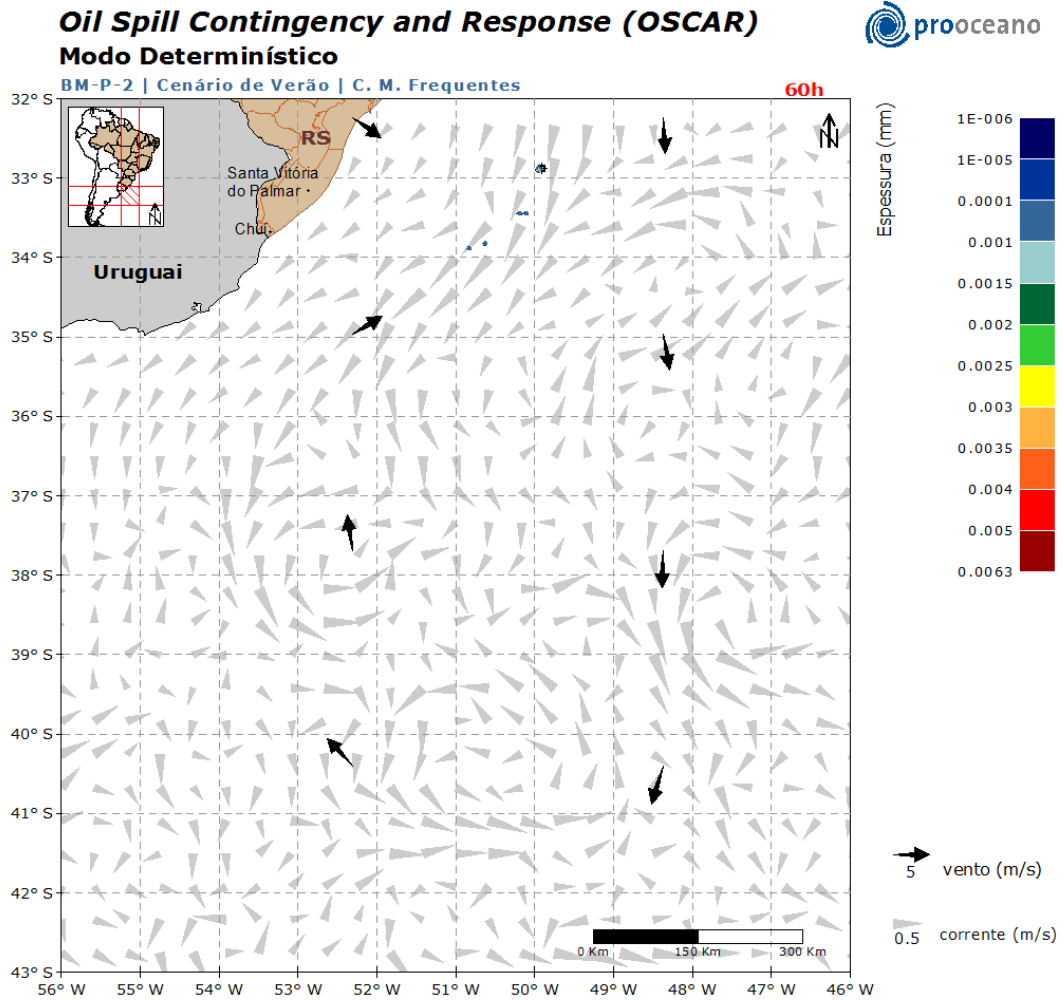 Oil Spill Contingency and Response (OSCAR)
prooceano
Modo Determinístico
BM-P-2 | Cenário de Verão | C. M. Frequentes
60h
32° S
33° S
34° S
35° S
36° S
37° S
38° S
39° S
40° S
41° S
42° S
43° S
56° W
55° W
54° W
53° W
52° W
51° W
50° W
49° W
48° W
47° W
46° W
N
N
RS
Santa Vitória
do Palmar
Chuí
Uruguai
0 Km
150 Km
300 Km
Espessura (mm)
1E-006
1E-005
0.0001
0.001
0.0015
0.002
0.0025
0.003
0.0035
0.004
0.005
0.0063
5
vento (m/s)
0.5
corrente (m/s)